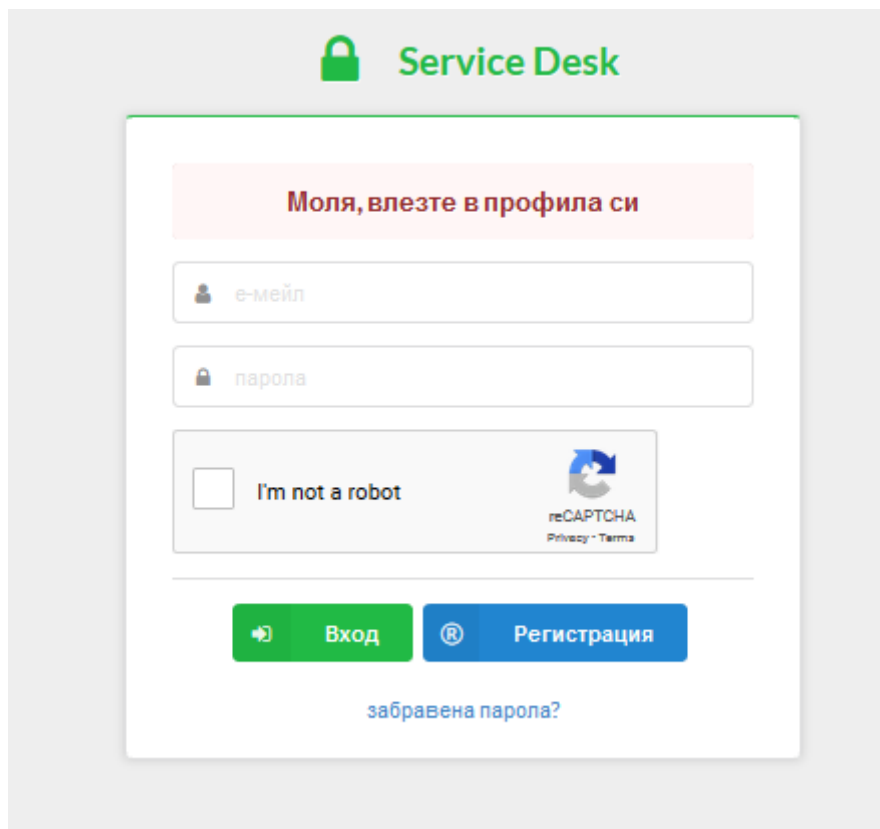 Service Desk
Моля, влезте в профила си
е-мейл
парола
I'm not a robot
reCAPTCHA
Privacy - Terms
Вход
® Регистрация
забравена парола?